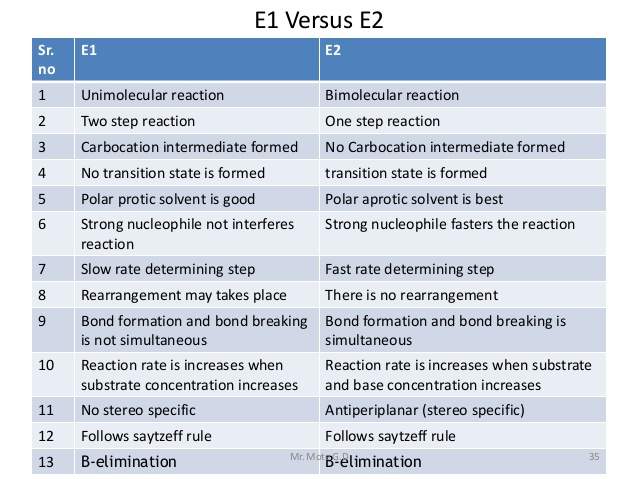 E1 Versus E2
Sr. no E1 E2
1 Unimolecular reaction Bimolecular reaction
2 Two step reaction One step reaction
3 Carbocation intermediate formed No Carbocation intermediate formed
4 No transition state is formed transition state is formed
5 Polar protic solvent is good Polar aprotic solvent is best
6 Strong nucleophile not interferes reaction Strong nucleophile fasters the reaction
7 Slow rate determining step Fast rate determining step
8 Rearrangement may takes place There is no rearrangement
9 Bond formation and bond breaking is not simultaneous Bond formation and bond breaking is simultaneous
10 Reaction rate is increases when substrate concentration increases Reaction rate is increases when substrate and base concentration increases
11 No stereo specific Antiperiplanar (stereo specific)
12 Follows saytzeff rule Follows saytzeff rule
13 B-elimination B-elimination
Mr. 35